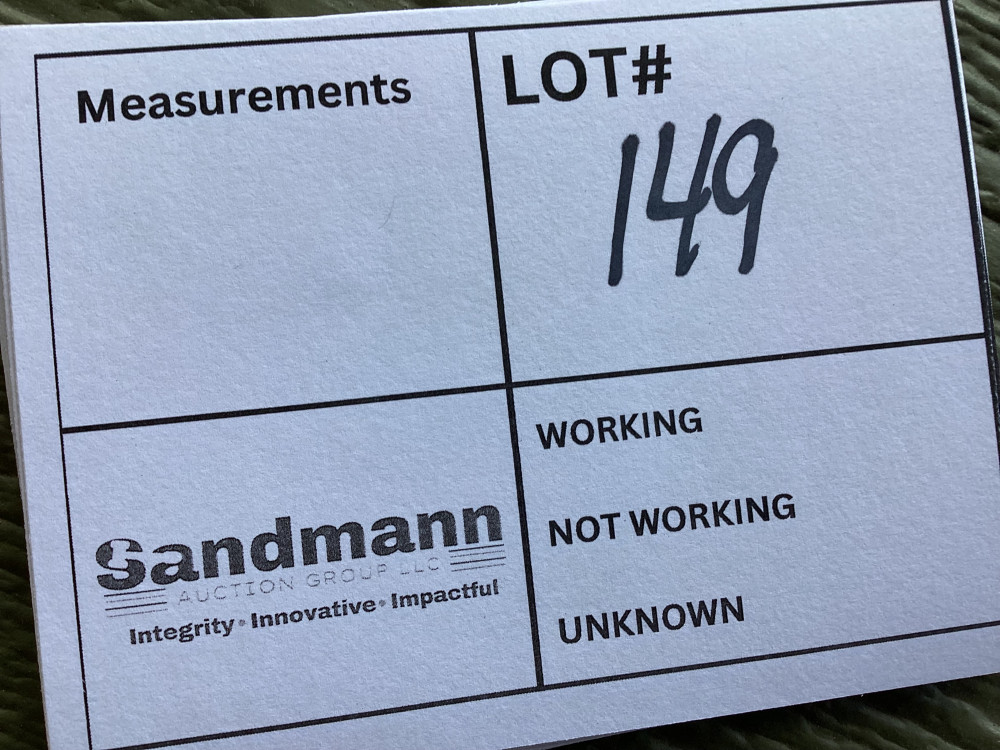 Measurements
LOT#
149
WORKING
NOT WORKING
UNKNOWN
Sandmann
AUCTION GROUP LLC
Integrity • Innovative • Impactful